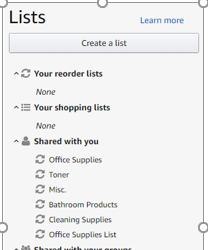 Lists Learn more
Create a list
Your reorder lists
None
Your shopping lists
None
Shared with you
Office Supplies
Toner
Misc.
Bathroom Products
Cleaning Supplies
Office Supplies List
Shared with your groups